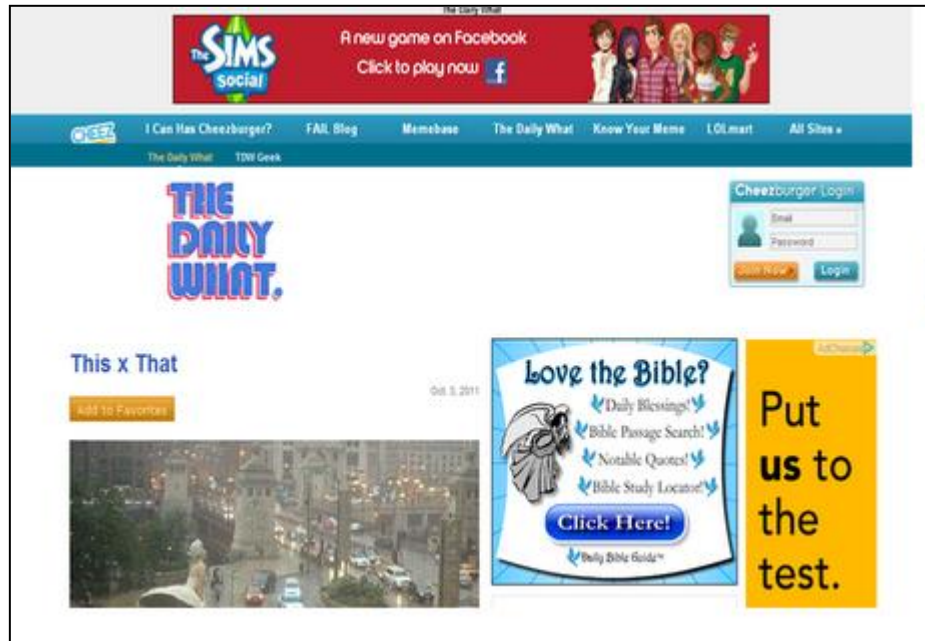 The Daily What
The SIMS Social
A new game on Facebook
Click to play now f
CHEEZ I Can Has Cheezburger? FAIL Blog Memebase The Daily What Know Your Meme LOLmart All Sites »
The Daily What TDW Geek
THE
DAILY
WHAT.
Cheezburger Login
Email
Password
Join Now Login
This x That
Oct. 3, 2011
Add to Favorites
Love the Bible?
Daily Blessings!
Bible Passage Search!
Notable Quotes!
Bible Study Locator!
Click Here!
Daily Bible Guide™
AdChoices
Put
us to
the
test.